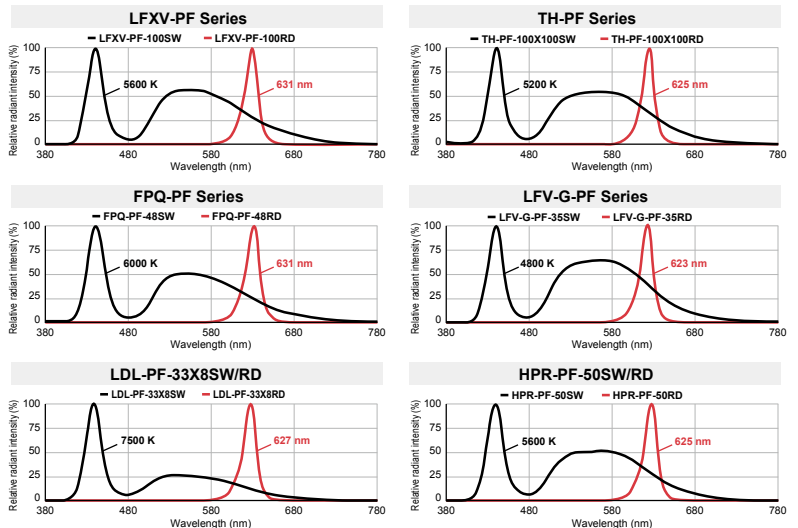 LFXV-PF Series
LFXV-PF-100SW LFXV-PF-100RD
Relative radiant intensity (%)
100
75
50
25
0
5600 K
631 nm
380 480 580 680 780
Wavelength (nm)
TH-PF Series
TH-PF-100X100SW TH-PF-100X100RD
Relative radiant intensity (%)
100
75
50
25
0
5200 K
625 nm
380 480 580 680 780
Wavelength (nm)
FPQ-PF Series
FPQ-PF-48SW FPQ-PF-48RD
Relative radiant intensity (%)
100
75
50
25
0
6000 K
631 nm
380 480 580 680 780
Wavelength (nm)
LFV-G-PF Series
LFV-G-PF-35SW LFV-G-PF-35RD
Relative radiant intensity (%)
100
75
50
25
0
4800 K
623 nm
380 480 580 680 780
Wavelength (nm)
LDL-PF-33X8SW/RD
LDL-PF-33X8SW LDL-PF-33X8RD
Relative radiant intensity (%)
100
75
50
25
0
7500 K
627 nm
380 480 580 680 780
Wavelength (nm)
HPR-PF-50SW/RD
HPR-PF-50SW HPR-PF-50RD
Relative radiant intensity (%)
100
75
50
25
0
5600 K
625 nm
380 480 580 680 780
Wavelength (nm)